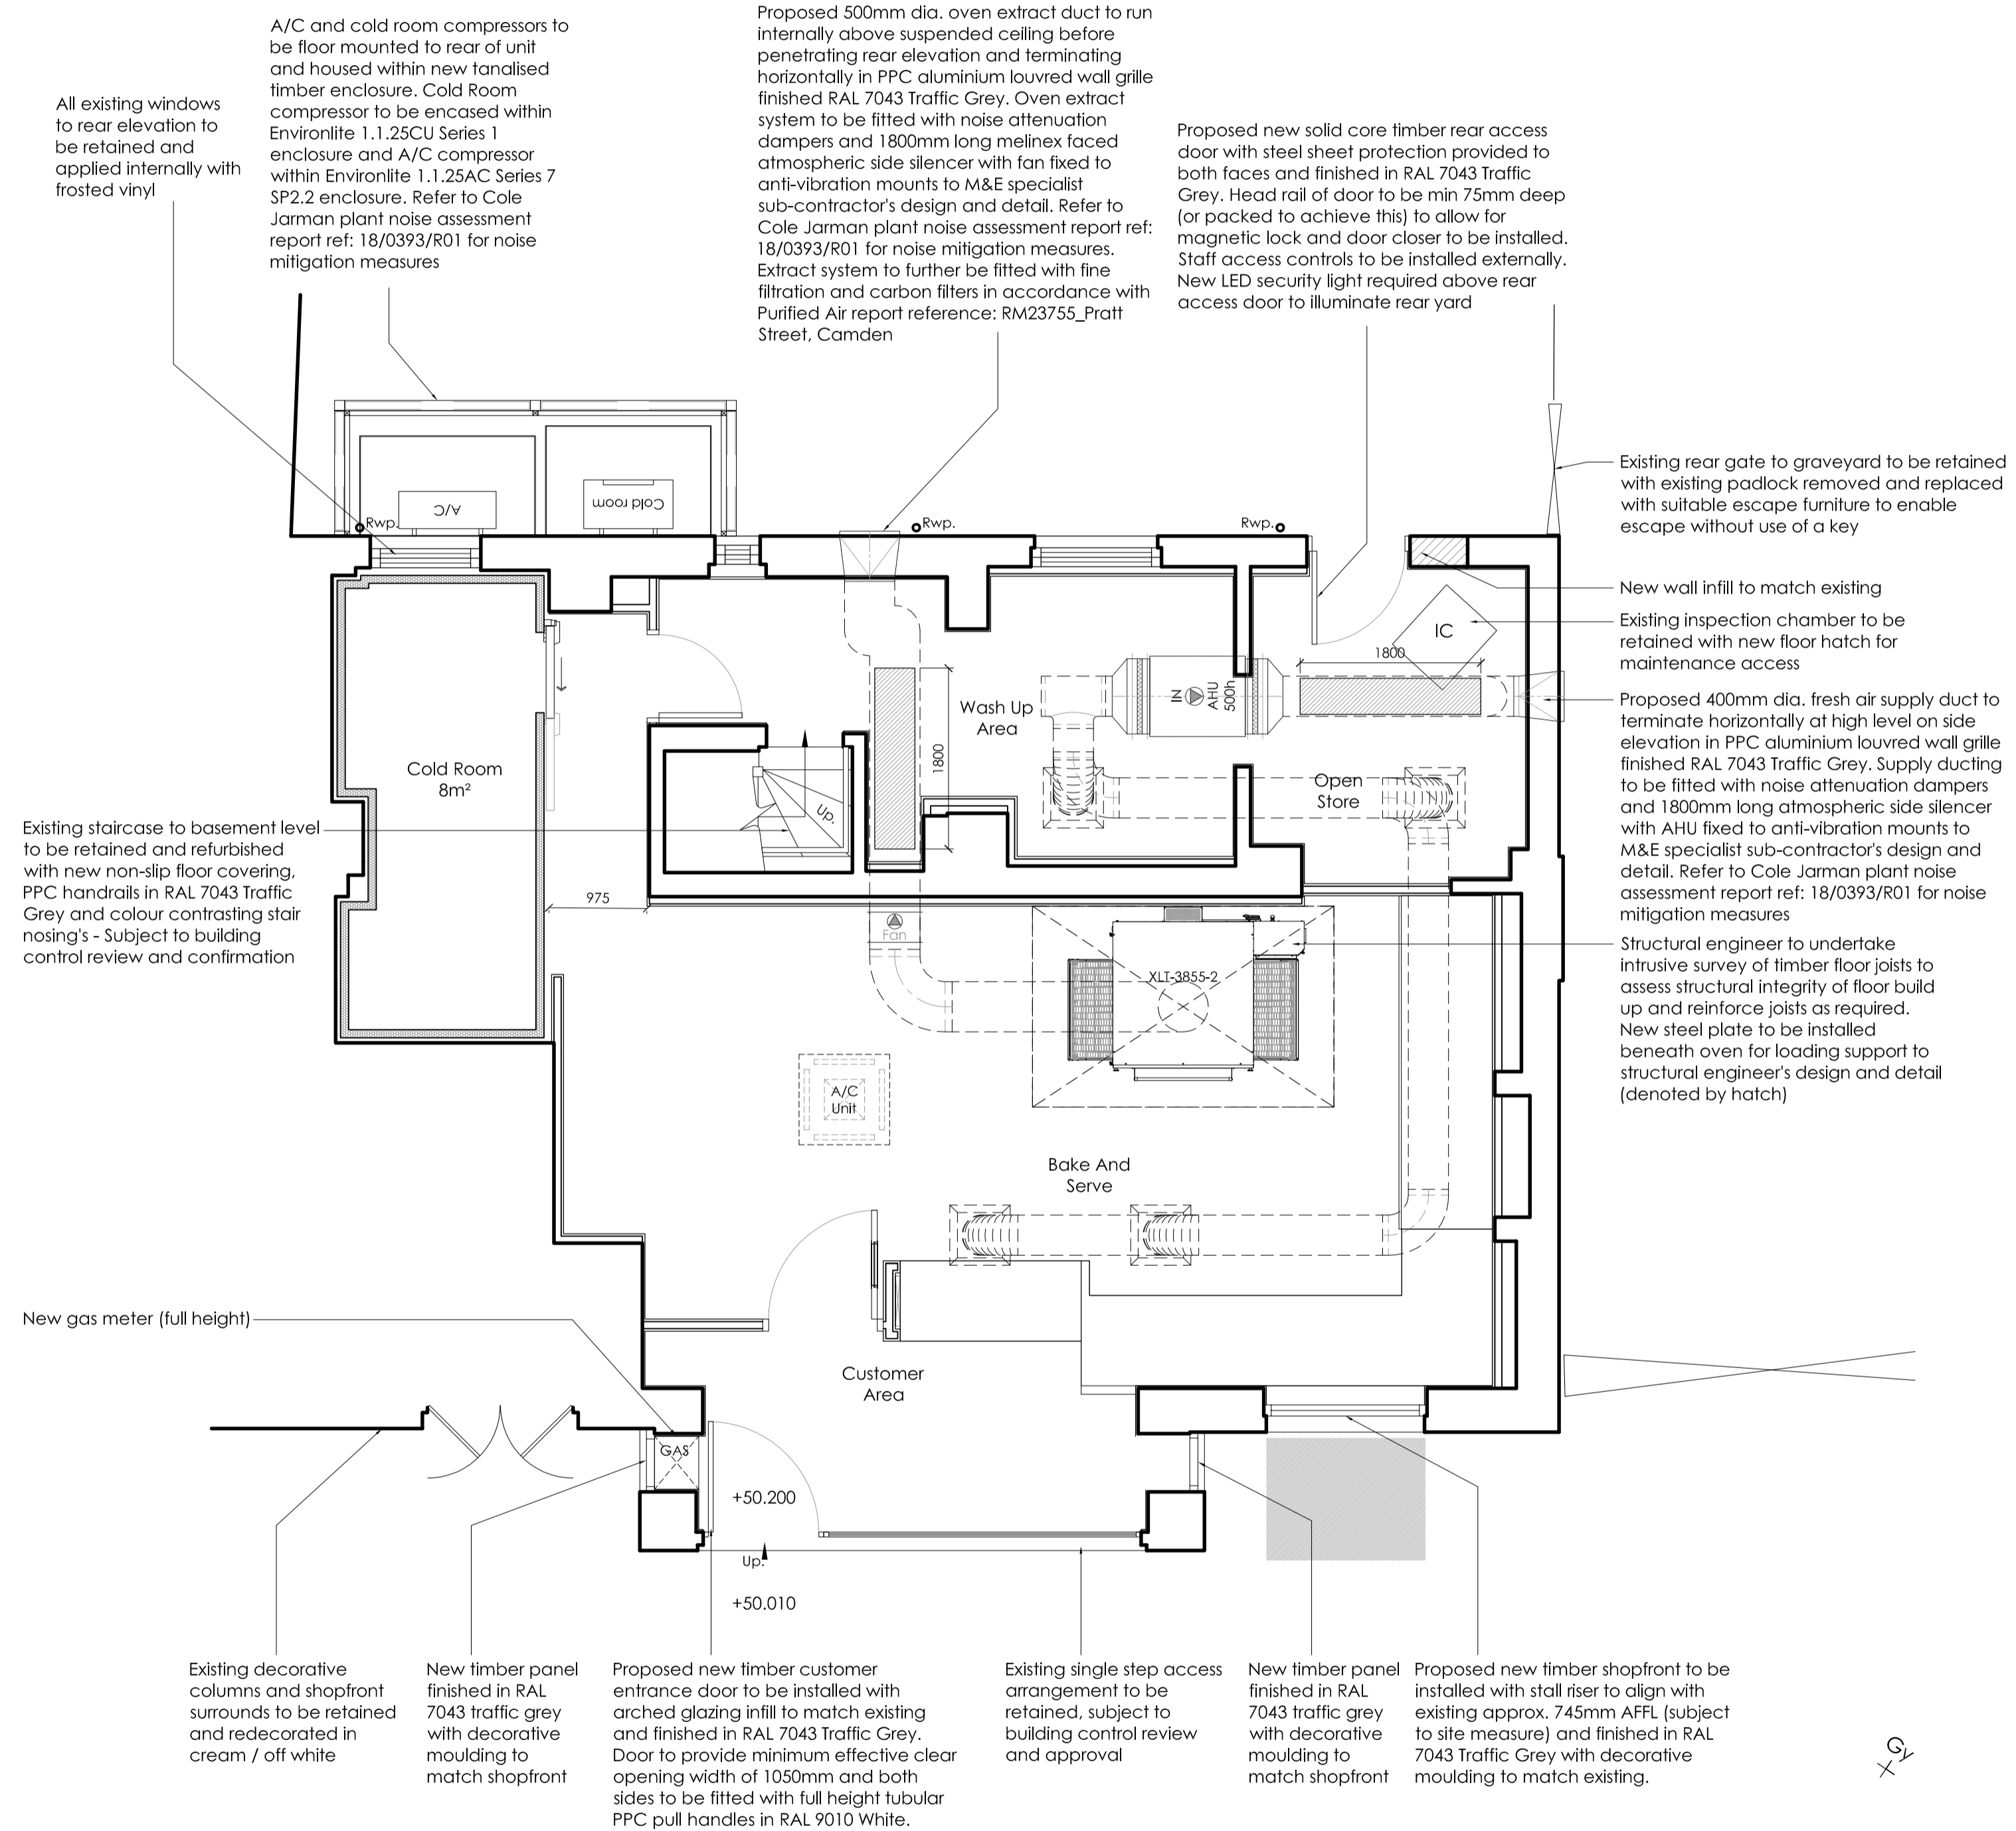 All existing windows
to rear elevation to
be retained and
applied internally with
frosted vinyl
A/C and cold room compressors to
be floor mounted to rear of unit
and housed within new tanalised
timber enclosure. Cold Room
compressor to be encased within
Environlite 1.1.25CU Series 1
enclosure and A/C compressor
within Environlite 1.1.25AC Series 7
SP2.2 enclosure. Refer to Cole
Jarman plant noise assessment
report ref: 18/0393/R01 for noise
mitigation measures
Proposed 500mm dia. oven extract duct to run
internally above suspended ceiling before
penetrating rear elevation and terminating
horizontally in PPC aluminium louvred wall grille
finished RAL 7043 Traffic Grey. Oven extract
system to be fitted with noise attenuation
dampers and 1800mm long melinex faced
atmospheric side silencer with fan fixed to
anti-vibration mounts to M&E specialist
sub-contractor's design and detail. Refer to
Cole Jarman plant noise assessment report ref:
18/0393/R01 for noise mitigation measures.
Extract system to further be fitted with fine
filtration and carbon filters in accordance with
Purified Air report reference: RM23755_Pratt
Street, Camden
Proposed new solid core timber rear access
door with steel sheet protection provided to
both faces and finished in RAL 7043 Traffic
Grey. Head rail of door to be min 75mm deep
(or packed to achieve this) to allow for
magnetic lock and door closer to be installed.
Staff access controls to be installed externally.
New LED security light required above rear
access door to illuminate rear yard
Existing rear gate to graveyard to be retained
with existing padlock removed and replaced
with suitable escape furniture to enable
escape without use of a key
A/C
Cold room
Rwp.
Rwp.
Rwp.
New wall infill to match existing
Existing inspection chamber to be
retained with new floor hatch for
maintenance access
IC
1800
IN
AHU
500h
Wash Up
Area
1800
Proposed 400mm dia. fresh air supply duct to
terminate horizontally at high level on side
elevation in PPC aluminium louvred wall grille
finished RAL 7043 Traffic Grey. Supply ducting
to be fitted with noise attenuation dampers
and 1800mm long atmospheric side silencer
with AHU fixed to anti-vibration mounts to
M&E specialist sub-contractor's design and
detail. Refer to Cole Jarman plant noise
assessment report ref: 18/0393/R01 for noise
mitigation measures
Cold Room
8m²
Up.
Open
Store
Existing staircase to basement level
to be retained and refurbished
with new non-slip floor covering,
PPC handrails in RAL 7043 Traffic
Grey and colour contrasting stair
nosing's - Subject to building
control review and confirmation
975
Fan
XLT-3855-2
Structural engineer to undertake
intrusive survey of timber floor joists to
assess structural integrity of floor build
up and reinforce joists as required.
New steel plate to be installed
beneath oven for loading support to
structural engineer's design and detail
(denoted by hatch)
A/C
Unit
Bake And
Serve
New gas meter (full height)
Customer
Area
GAS
+50.200
Up.
+50.010
Existing decorative
columns and shopfront
surrounds to be retained
and redecorated in
cream / off white
New timber panel
finished in RAL
7043 traffic grey
with decorative
moulding to
match shopfront
Proposed new timber customer
entrance door to be installed with
arched glazing infill to match existing
and finished in RAL 7043 Traffic Grey.
Door to provide minimum effective clear
opening width of 1050mm and both
sides to be fitted with full height tubular
PPC pull handles in RAL 9010 White.
Existing single step access
arrangement to be
retained, subject to
building control review
and approval
New timber panel
finished in RAL
7043 traffic grey
with decorative
moulding to
match shopfront
Proposed new timber shopfront to be
installed with stall riser to align with
existing approx. 745mm AFFL (subject
to site measure) and finished in RAL
7043 Traffic Grey with decorative
moulding to match existing.
Gy